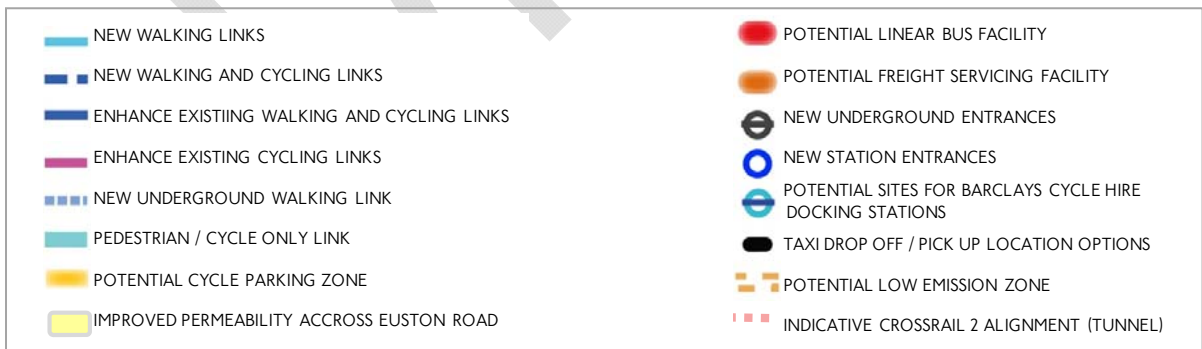 NEW WALKING LINKS
NEW WALKING AND CYCLING LINKS
ENHANCE EXISTIING WALKING AND CYCLING LINKS
ENHANCE EXISTING CYCLING LINKS
NEW UNDERGROUND WALKING LINK
PEDESTRIAN / CYCLE ONLY LINK
POTENTIAL CYCLE PARKING ZONE
IMPROVED PERMEABILITY ACCROSS EUSTON ROAD
POTENTIAL LINEAR BUS FACILITY
POTENTIAL FREIGHT SERVICING FACILITY
NEW UNDERGROUND ENTRANCES
NEW STATION ENTRANCES
POTENTIAL SITES FOR BARCLAYS CYCLE HIRE
DOCKING STATIONS
TAXI DROP OFF / PICK UP LOCATION OPTIONS
POTENTIAL LOW EMISSION ZONE
INDICATIVE CROSSRAIL 2 ALIGNMENT (TUNNEL)